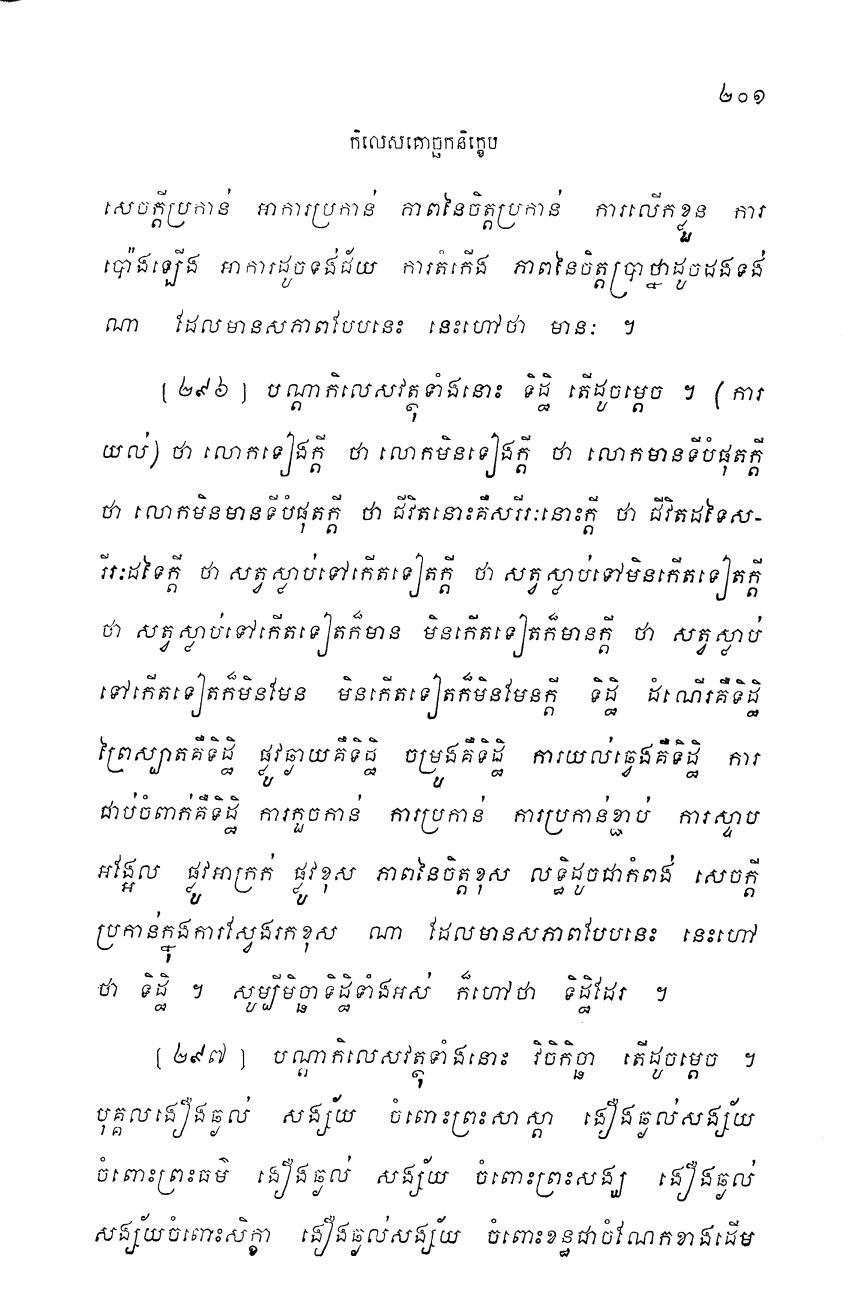 ២០១
កិលេសគោច្ឆកនិក្ខេប
សេចក្តីប្រកាន់ អាការប្រកាន់ ភាពនៃចិត្តប្រកាន់ ការលើកខ្លួន ការ
ប៉ោងឡើង អាការដូចទង់ជ័យ ការតំកើង ភាពនៃចិត្តប្រាថ្នាដូចដងទង់
ណា ដែលមានសភាពបែបនេះ នេះហៅថា មានៈ ។
[ ២៩៦ ] បណ្តាកិលេសវត្ថុទាំងនោះ ទិដ្ឋិ តើដូចម្តេច ។ (ការ
យល់) ថា លោកទៀងក្តី ថា លោកមិនទៀងក្តី ថា លោកមានទីបំផុតក្តី
ថា លោកមិនមានទីបំផុតក្តី ថា ជីវិតនោះគឺសរីរៈនោះក្តី ថា ជីវិតដទៃស-
រីរៈដទៃក្តី ថា សត្វស្លាប់ទៅកើតទៀតក្តី ថា សត្វស្លាប់ទៅមិនកើតទៀតក្តី
ថា សត្វស្លាប់ទៅកើតទៀតក៏មាន មិនកើតទៀតក៏មានក្តី ថា សត្វស្លាប់
ទៅកើតទៀតក៏មិនមែន មិនកើតទៀតក៏មិនមែនក្តី ទិដ្ឋិ ដំណើរគឺទិដ្ឋិ
ព្រៃស្បាតគឺទិដ្ឋិ ផ្លូវឆ្ងាយគឺទិដ្ឋិ ចម្រូងគឺទិដ្ឋិ ការយល់ធ្វេងគឺទិដ្ឋិ ការ
ជាប់ចំពាក់គឺទិដ្ឋិ ការកួចកាន់ ការប្រកាន់ ការប្រកាន់ខ្ជាប់ ការស្ទាប
អង្អែល ផ្លូវអាក្រក់ ផ្លូវខុស ភាពនៃចិត្តខុស លទ្ធិដូចជាកំពង់ សេចក្តី
ប្រកាន់ក្នុងការស្វែងរកខុស ណា ដែលមានសភាពបែបនេះ នេះហៅ
ថា ទិដ្ឋិ ។ សូម្បីមិច្ឆាទិដ្ឋិទាំងអស់ ក៏ហៅថា ទិដ្ឋិដែរ ។
[ ២៩៧ ] បណ្តាកិលេសវត្ថុទាំងនោះ វិចិកិច្ឆា តើដូចម្តេច ។
បុគ្គលងឿងឆ្ងល់ សង្ស័យ ចំពោះព្រះសាស្តា ងឿងឆ្ងល់សង្ស័យ
ចំពោះព្រះធម៌ ងឿងឆ្ងល់ សង្ស័យ ចំពោះព្រះសង្ឃ ងឿងឆ្ងល់
សង្ស័យចំពោះសិក្ខា ងឿងឆ្ងល់សង្ស័យ ចំពោះខន្ធជាចំណែកខាងដើម